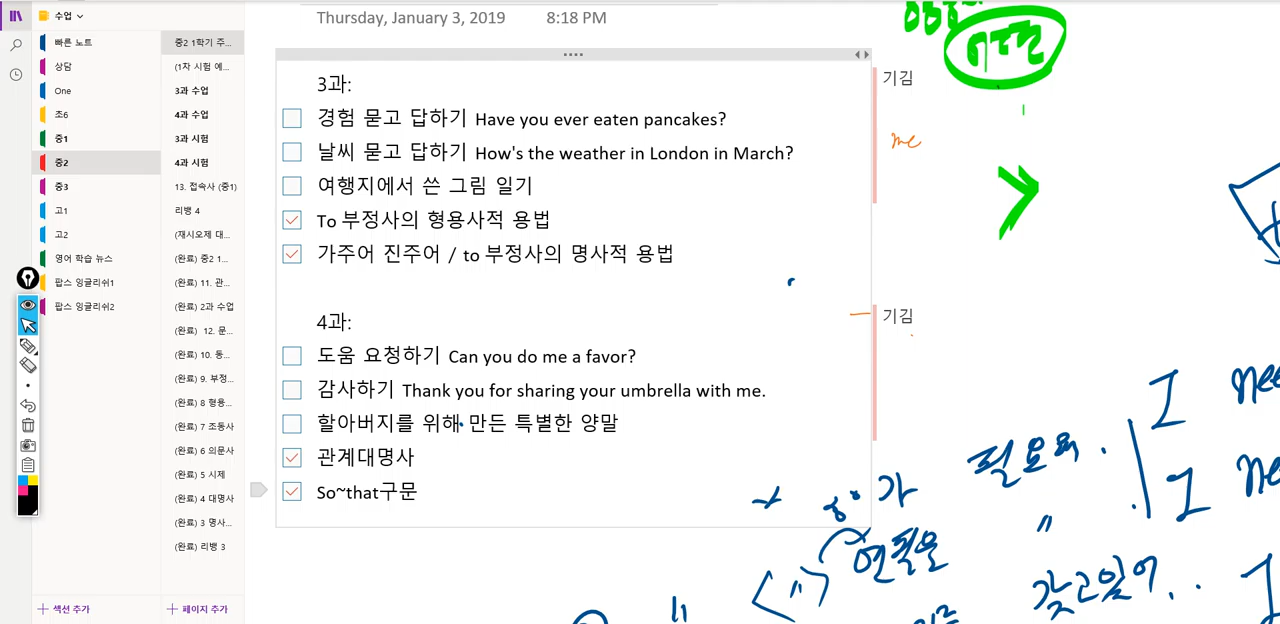 수업
Thursday, January 3, 2019 8:18 PM
빠른 노트
상담
One
조6
중1
중2
중3
고1
고2
영어 학습 뉴스
팝스 잉글리쉬1
팝스 잉글리쉬2
섹션 추가
중2 1학기 주...
(1차 시험 예...
3과 수업
4과 수업
3과 시험
4과 시험
13. 접속사 (중1)
리뱅 4
(재시오제 대...
(완료) 중2 1...
(완료) 11. 관...
(완료) 2과 수업
(완료) 12. 문...
(완료) 10. 동...
(완료) 9. 부정...
(완료) 8 형용...
(완료) 7 조동사
(완료) 6 의문사
(완료) 5 시제
(완료) 4 대명사
(완료) 3 명사...
(완료) 리뱅 3
페이지 추가
3과:
경험 묻고 답하기 Have you ever eaten pancakes?
날씨 묻고 답하기 How's the weather in London in March?
여행지에서 쓴 그림 일기
To 부정사의 형용사적 용법
가주어 진주어 / to 부정사의 명사적 용법
4과:
도움 요청하기 Can you do me a favor?
감사하기 Thank you for sharing your umbrella with me.
할아버지를 위해 만든 특별한 양말
관계대명사
So~that구문
기김
me
기김
필요해. I nee
" I ne
가
연필을
갖고있어.. I